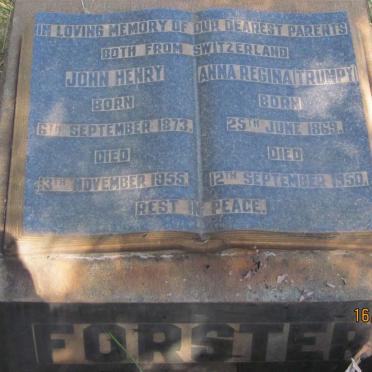 IN LOVING MEMORY OF OUR DEAREST PARENTS
BOTH FROM SWITZERLAND
JOHN HENRY
BORN
6TH SEPTEMBER 1873.
DIED
13TH NOVEMBER 1955.
ANNA REGINA (TRUMPY)
BORN
25TH JUNE 1869.
DIED
12TH SEPTEMBER 1950.
REST IN PEACE.
FORSTER
16